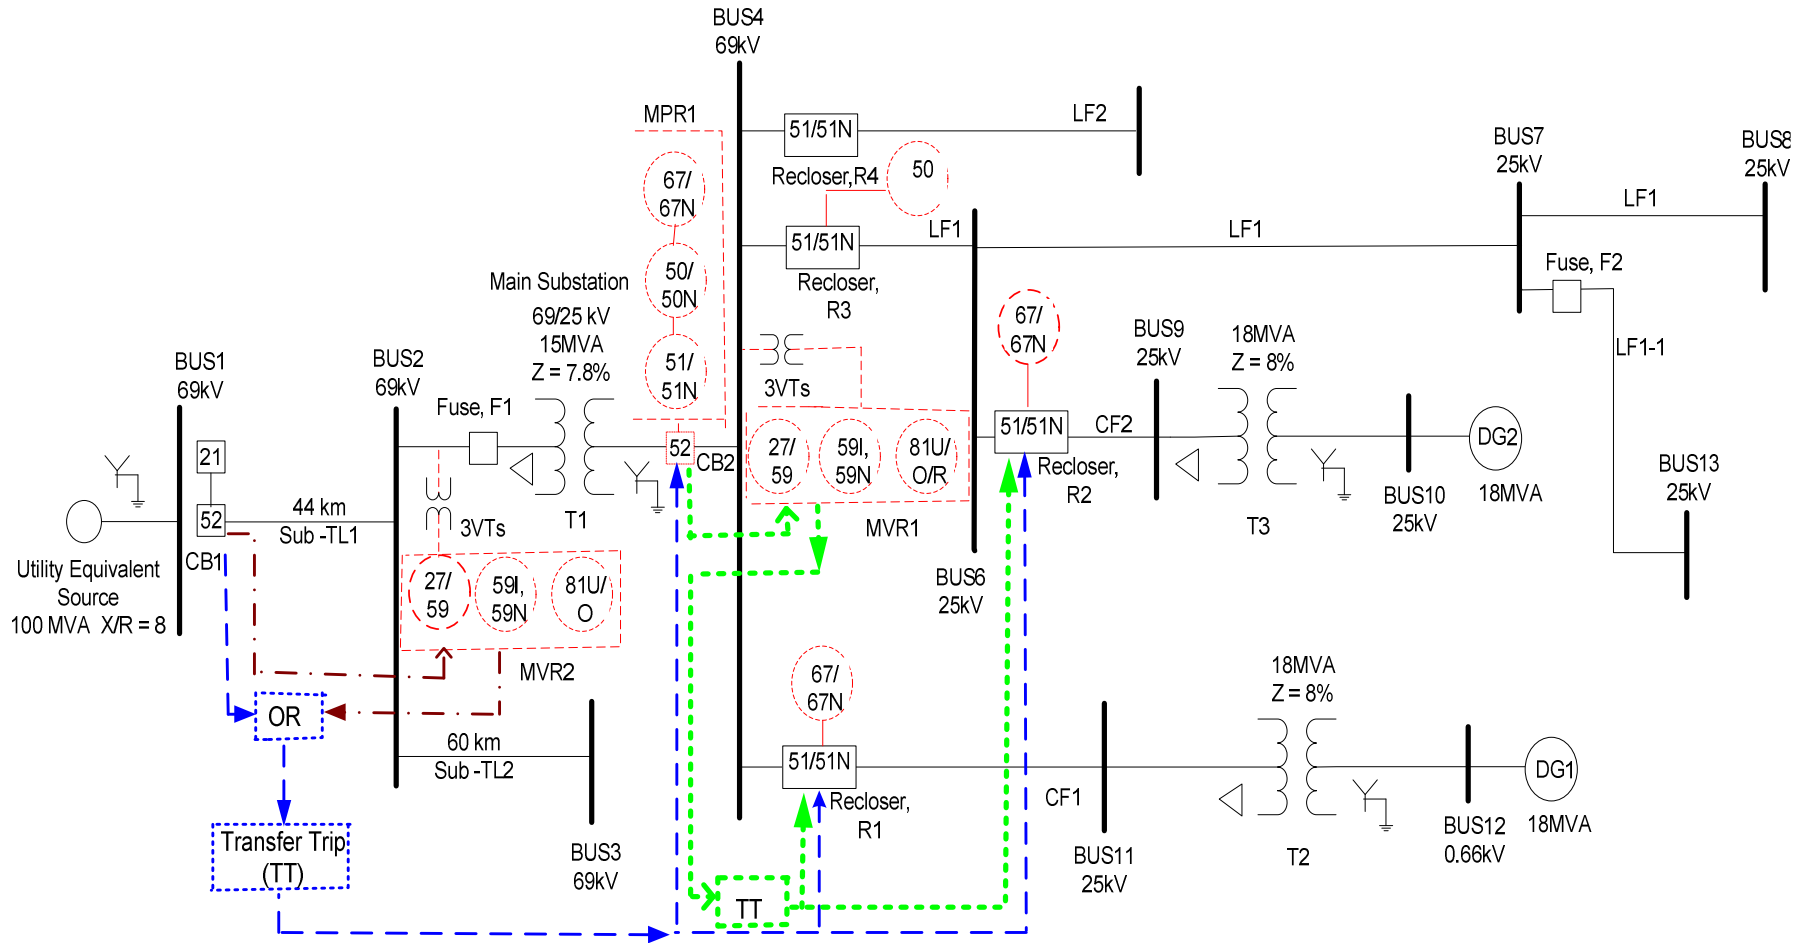 BUS4
69kV
MPR1
51/51N
LF2
Recloser,R4
50
67/
67N
51/51N
LF1
Recloser,
R3
50/
50N
51/
51N
Main Substation
69/25 kV
15MVA
Z = 7.8%
BUS7
25kV
BUS8
25kV
LF1
LF1
Fuse, F2
LF1-1
BUS13
25kV
BUS1
69kV
BUS2
69kV
Fuse, F1
T1
52
CB2
3VTs
27/
59
59I,
59N
81U/
O/R
MVR1
67/
67N
51/51N
Recloser,
R2
CF2
BUS9
25kV
18MVA
Z = 8%
T3
BUS10
25kV
DG2
18MVA
BUS6
25kV
21
52
CB1
44 km
Sub -TL1
Utility Equivalent
Source
100 MVA  X/R = 8
3VTs
27/
59
59I,
59N
81U/
O
MVR2
OR
60 km
Sub -TL2
BUS3
69kV
Transfer Trip
(TT)
67/
67N
51/51N
Recloser,
R1
TT
CF1
BUS11
25kV
18MVA
Z = 8%
T2
BUS12
0.66kV
DG1
18MVA